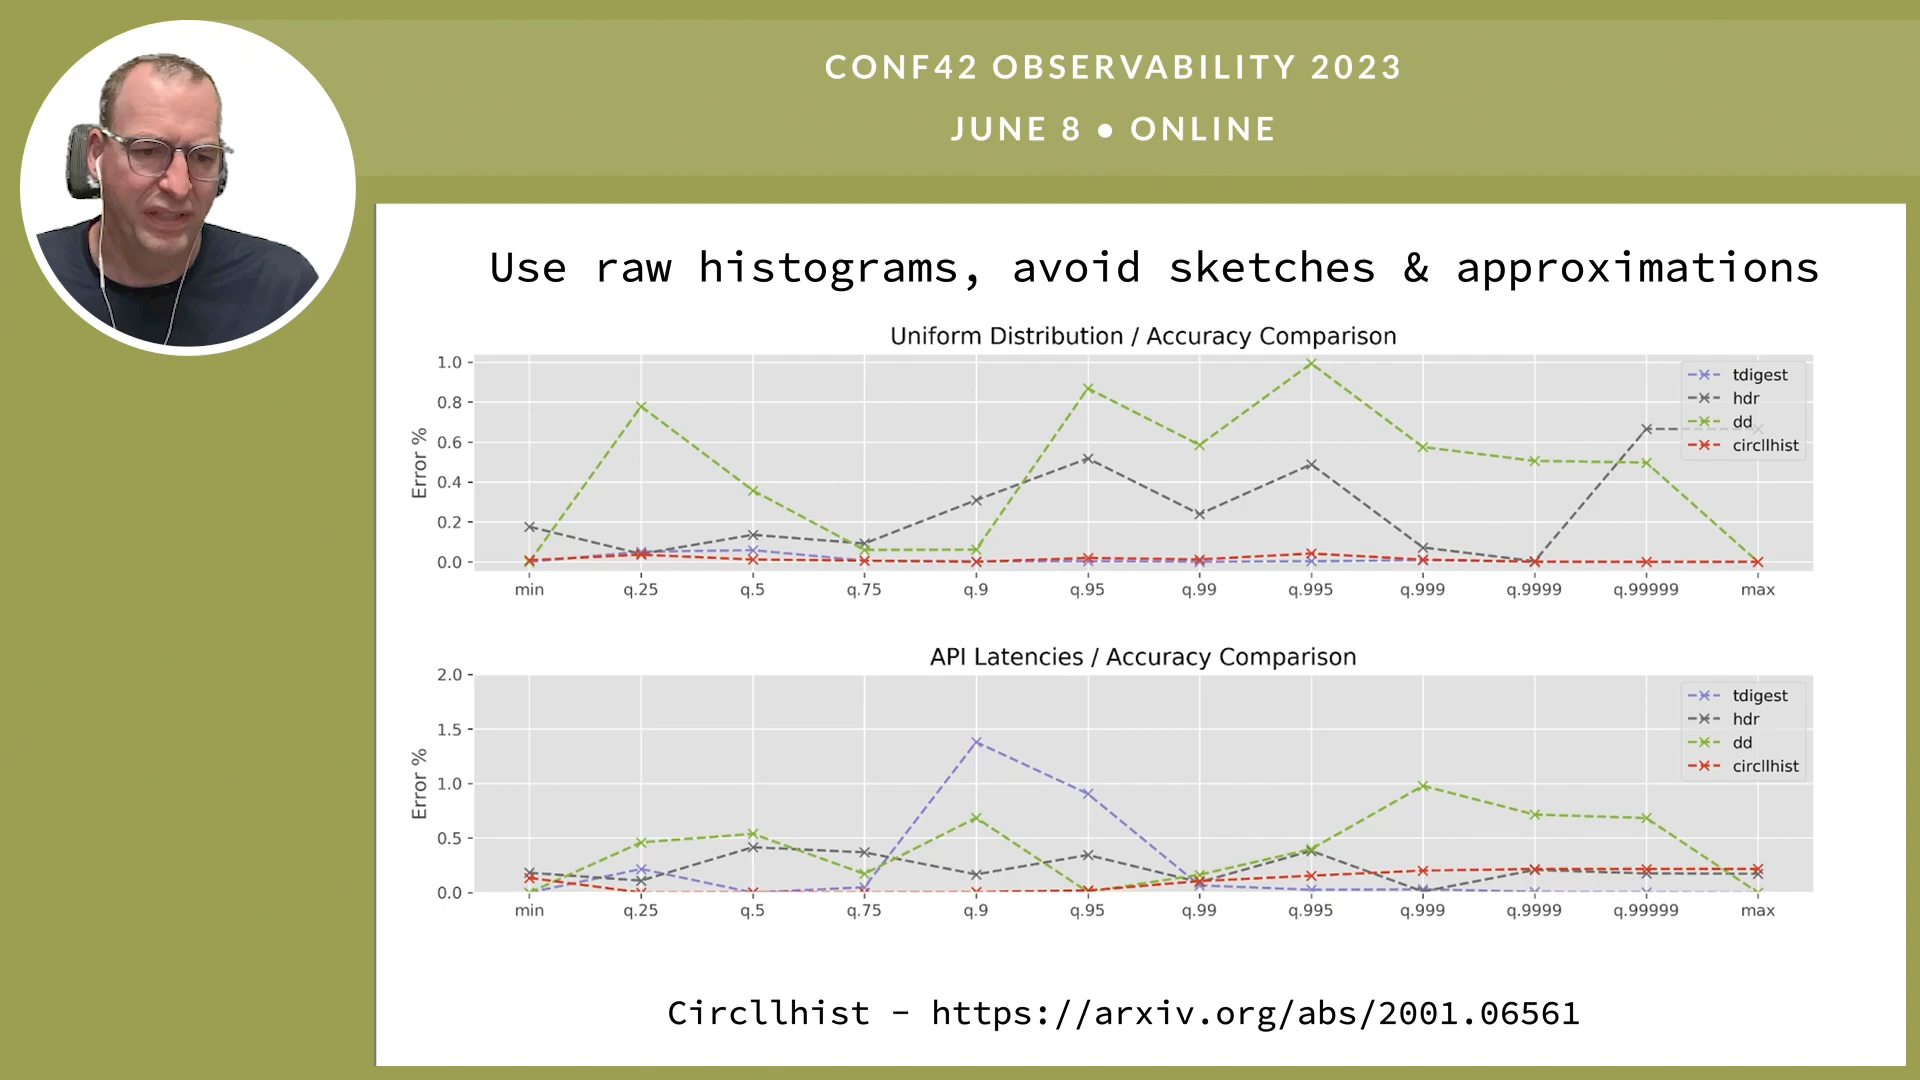 CONF42 OBSERVABILITY 2023
JUNE 8 • ONLINE
Use raw histograms, avoid sketches & approximations
Uniform Distribution / Accuracy Comparison
Error %
1.0
0.8
0.6
0.4
0.2
0.0
tdigest
hdr
dd
circllhist
min q.25 q.5 q.75 q.9 q.95 q.99 q.995 q.999 q.9999 q.99999 max
API Latencies / Accuracy Comparison
Error %
2.0
1.5
1.0
0.5
0.0
tdigest
hdr
dd
circllhist
min q.25 q.5 q.75 q.9 q.95 q.99 q.995 q.999 q.9999 q.99999 max
Circllhist - https://arxiv.org/abs/2001.06561